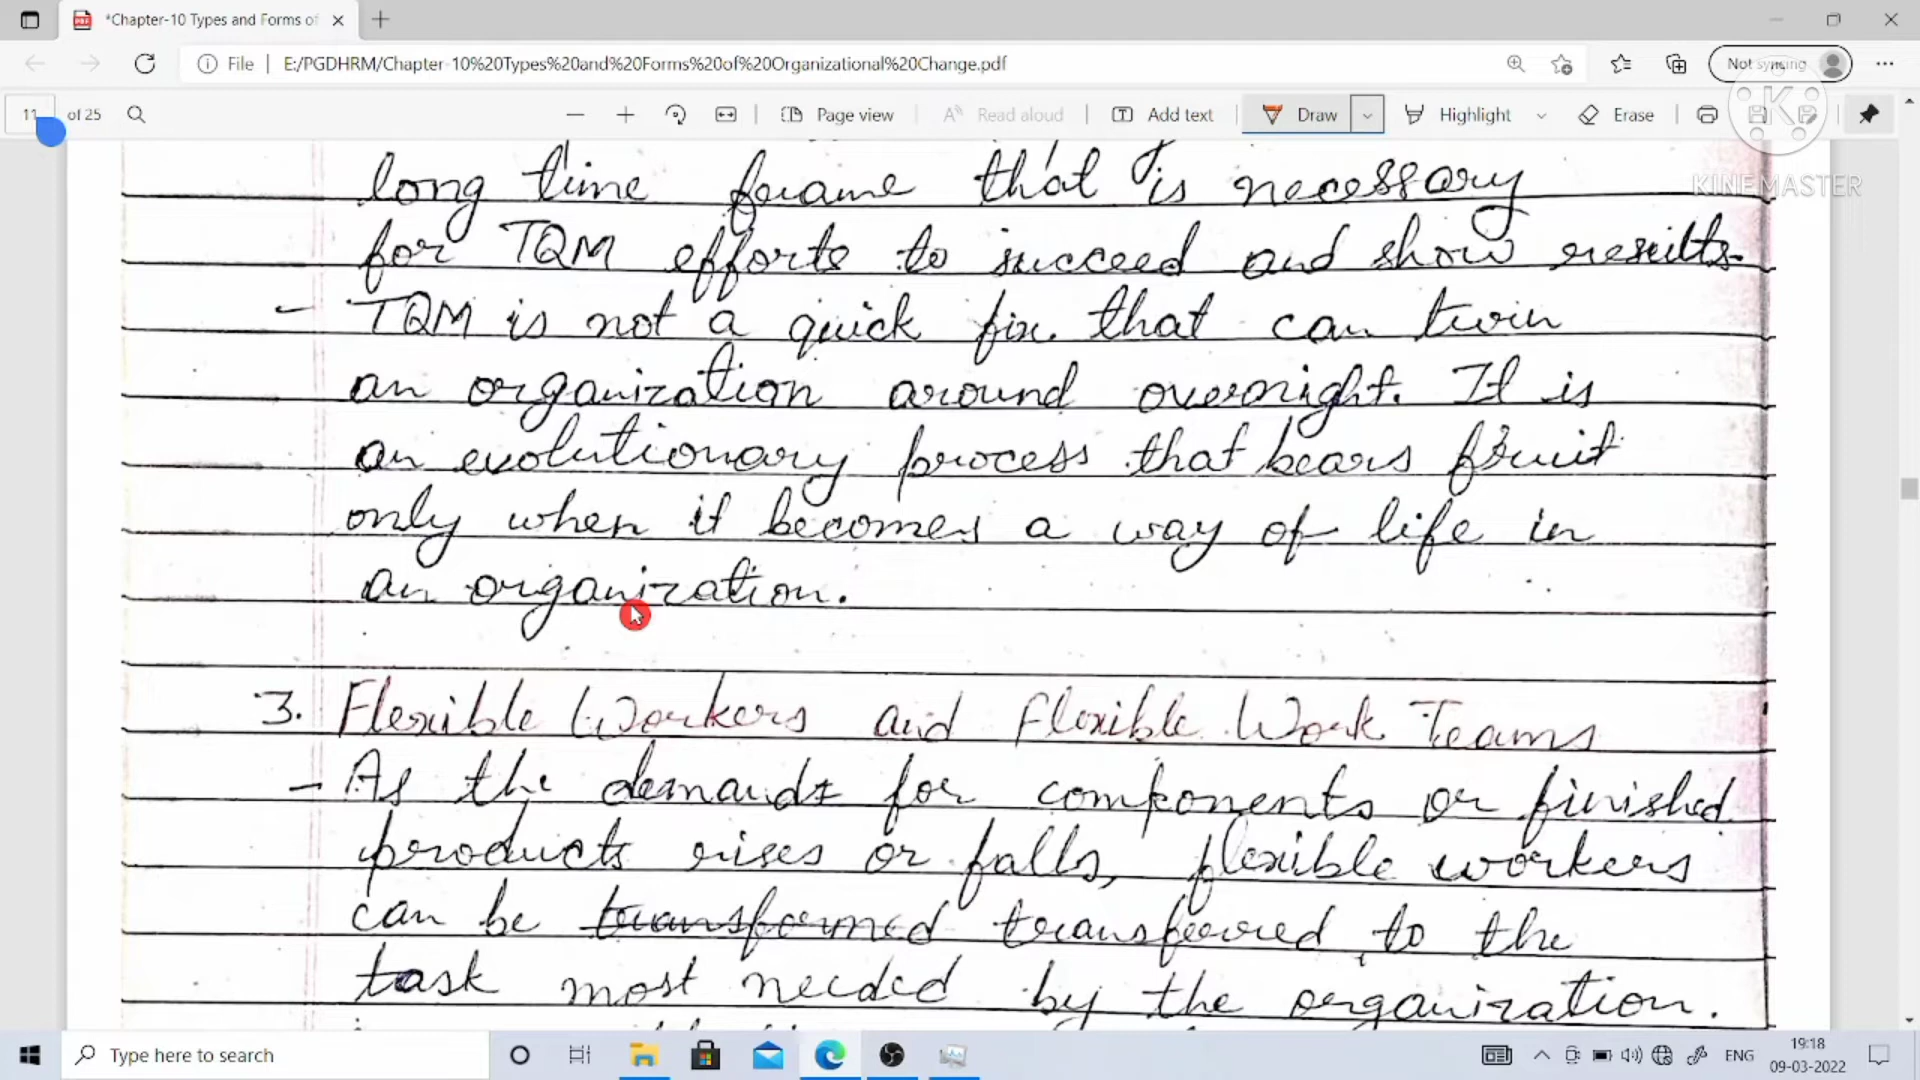 *Chapter-10 Types and Forms of
File E:/PGDHRM/Chapter-10%20Types%20and%20Forms%20of%20Organizational%20Change.pdf Not syncing
11 of 25 Page view Read aloud Add text Draw Highlight Erase
K
KINEMASTER
long time frame that is necessary
for TQM efforts to succeed and show results.
- TQM is not a quick fix that can turn
an organization around overnight. It is
an evolutionary process that bears fruit
only when it becomes a way of life in
an organization.
3. Flexible Workers and Flexible Work Teams
- As the demands for components or finished
products rises or falls, flexible workers
can be transformed transferred to the
task most needed by the organization.
Type here to search ENG 19:18
09-03-2022